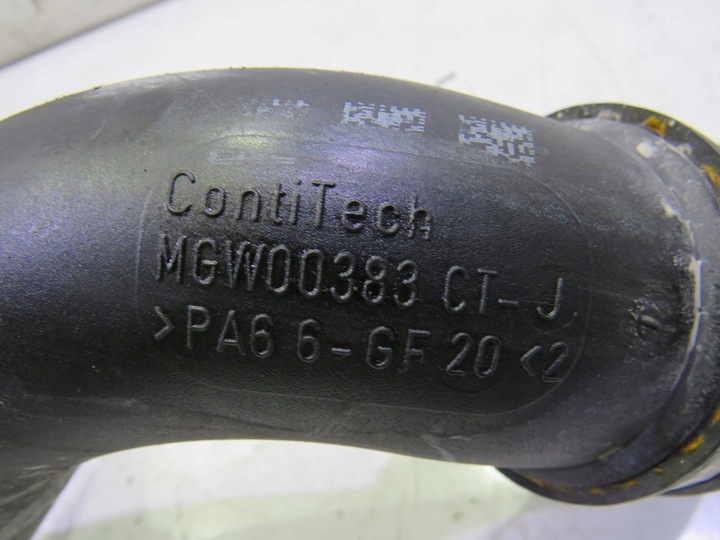 ContiTech
MGW00383 CT-J
>PA6 6-GF 20 <2